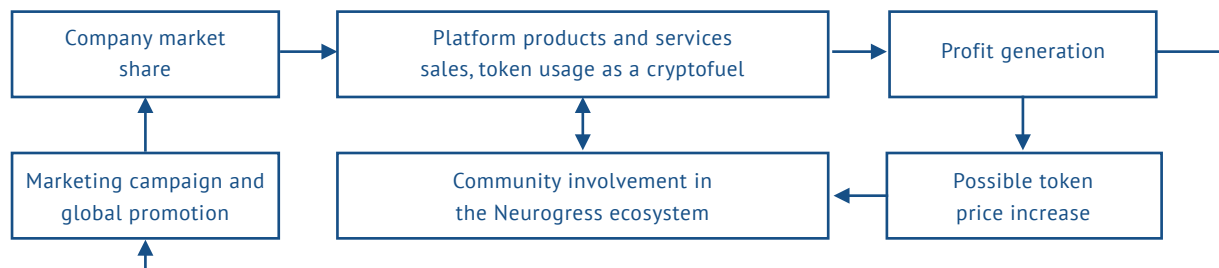 Company market
share
Platform products and services
sales, token usage as a cryptofuel
Profit generation
Marketing campaign and
global promotion
Community involvement in
the Neurogress ecosystem
Possible token
price increase